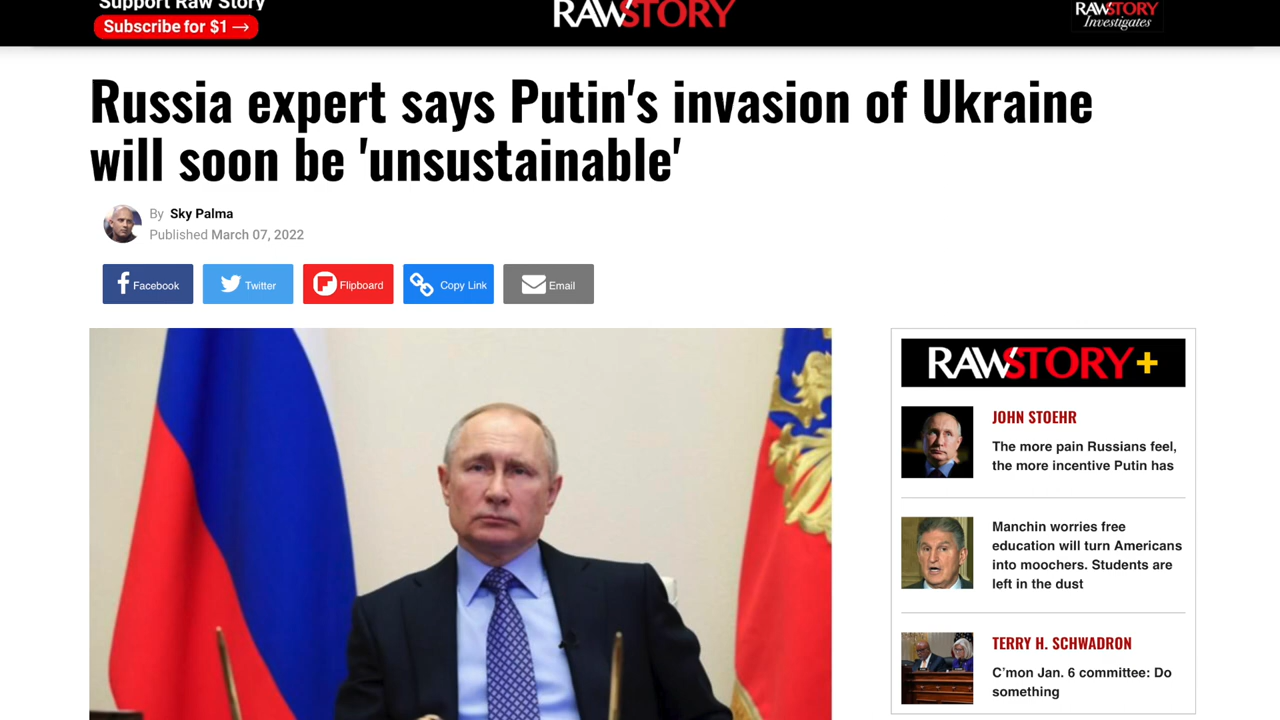 Support Raw Story
Subscribe for $1 →
RAWSTORY
RAWSTORY
Investigates
Russia expert says Putin's invasion of Ukraine
will soon be 'unsustainable'
By Sky Palma
Published March 07, 2022
Facebook
Twitter
Flipboard
Copy Link
Email
RAWSTORY+
JOHN STOEHR
The more pain Russians feel,
the more incentive Putin has
Manchin worries free
education will turn Americans
into moochers. Students are
left in the dust
TERRY H. SCHWADRON
C'mon Jan. 6 committee: Do
something